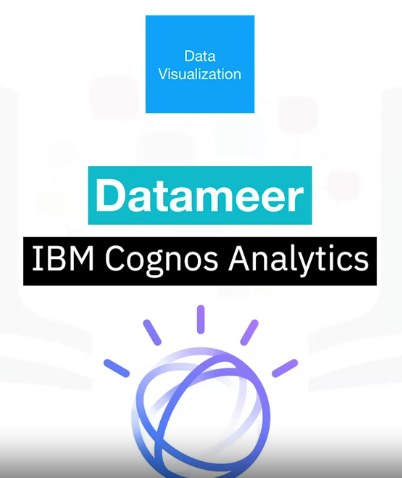 Data
Visualization
Datameer
IBM Cognos Analytics